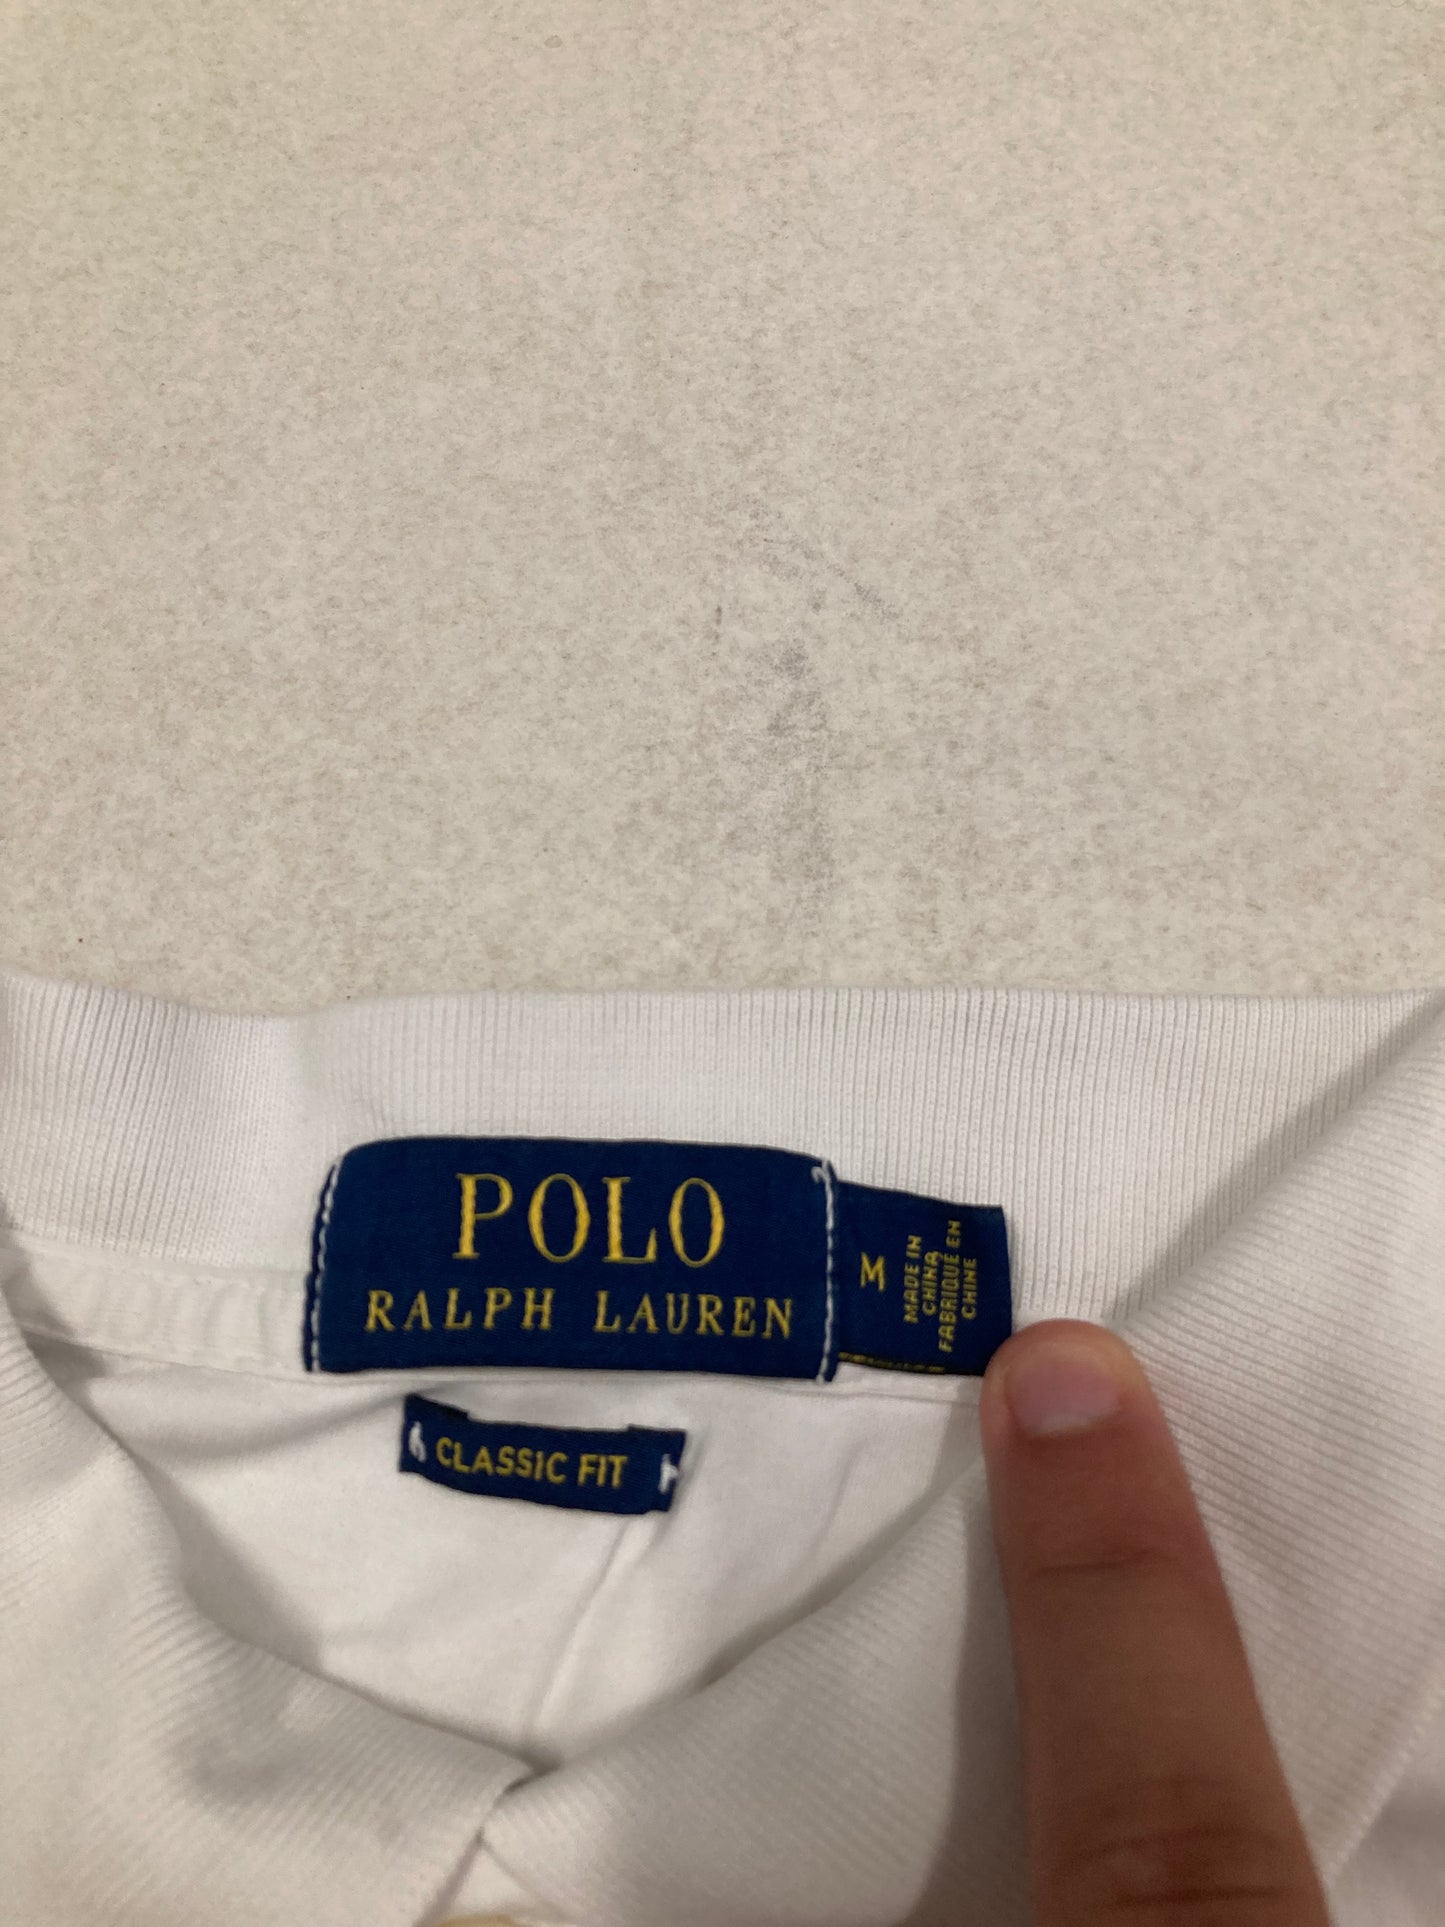 POLO
RALPH LAUREN
M
MADE IN
CHINA
FABRIQUÉ EN
CHINE
CLASSIC FIT